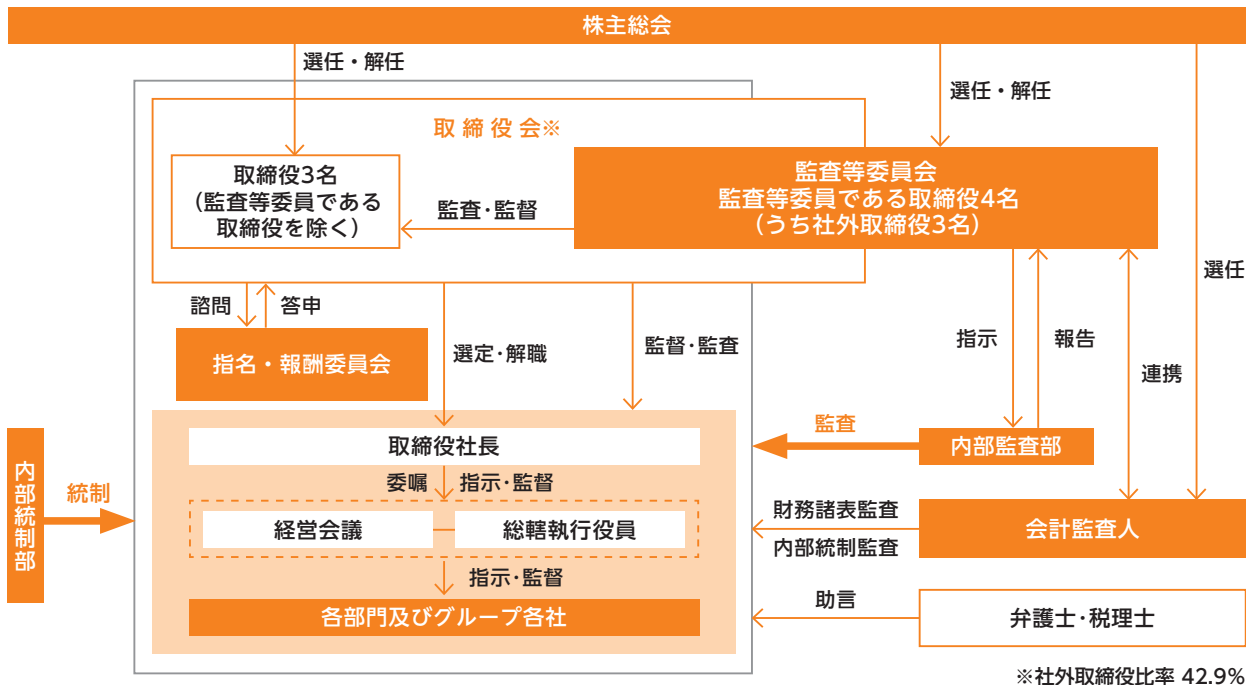 株主総会
選任・解任
選任・解任
取締役会※
取締役3名
（監査等委員である
取締役を除く）
監査・監督
監査等委員会
監査等委員である取締役4名
（うち社外取締役3名）
選任
諮問
答申
指名・報酬委員会
選定・解職
監督・監査
指示
報告
連携
取締役社長
監査
内部監査部
内部統制部
統制
委嘱
指示・監督
経営会議
総轄執行役員
財務諸表監査
内部統制監査
会計監査人
指示・監督
各部門及びグループ各社
助言
弁護士・税理士
※社外取締役比率 42.9%